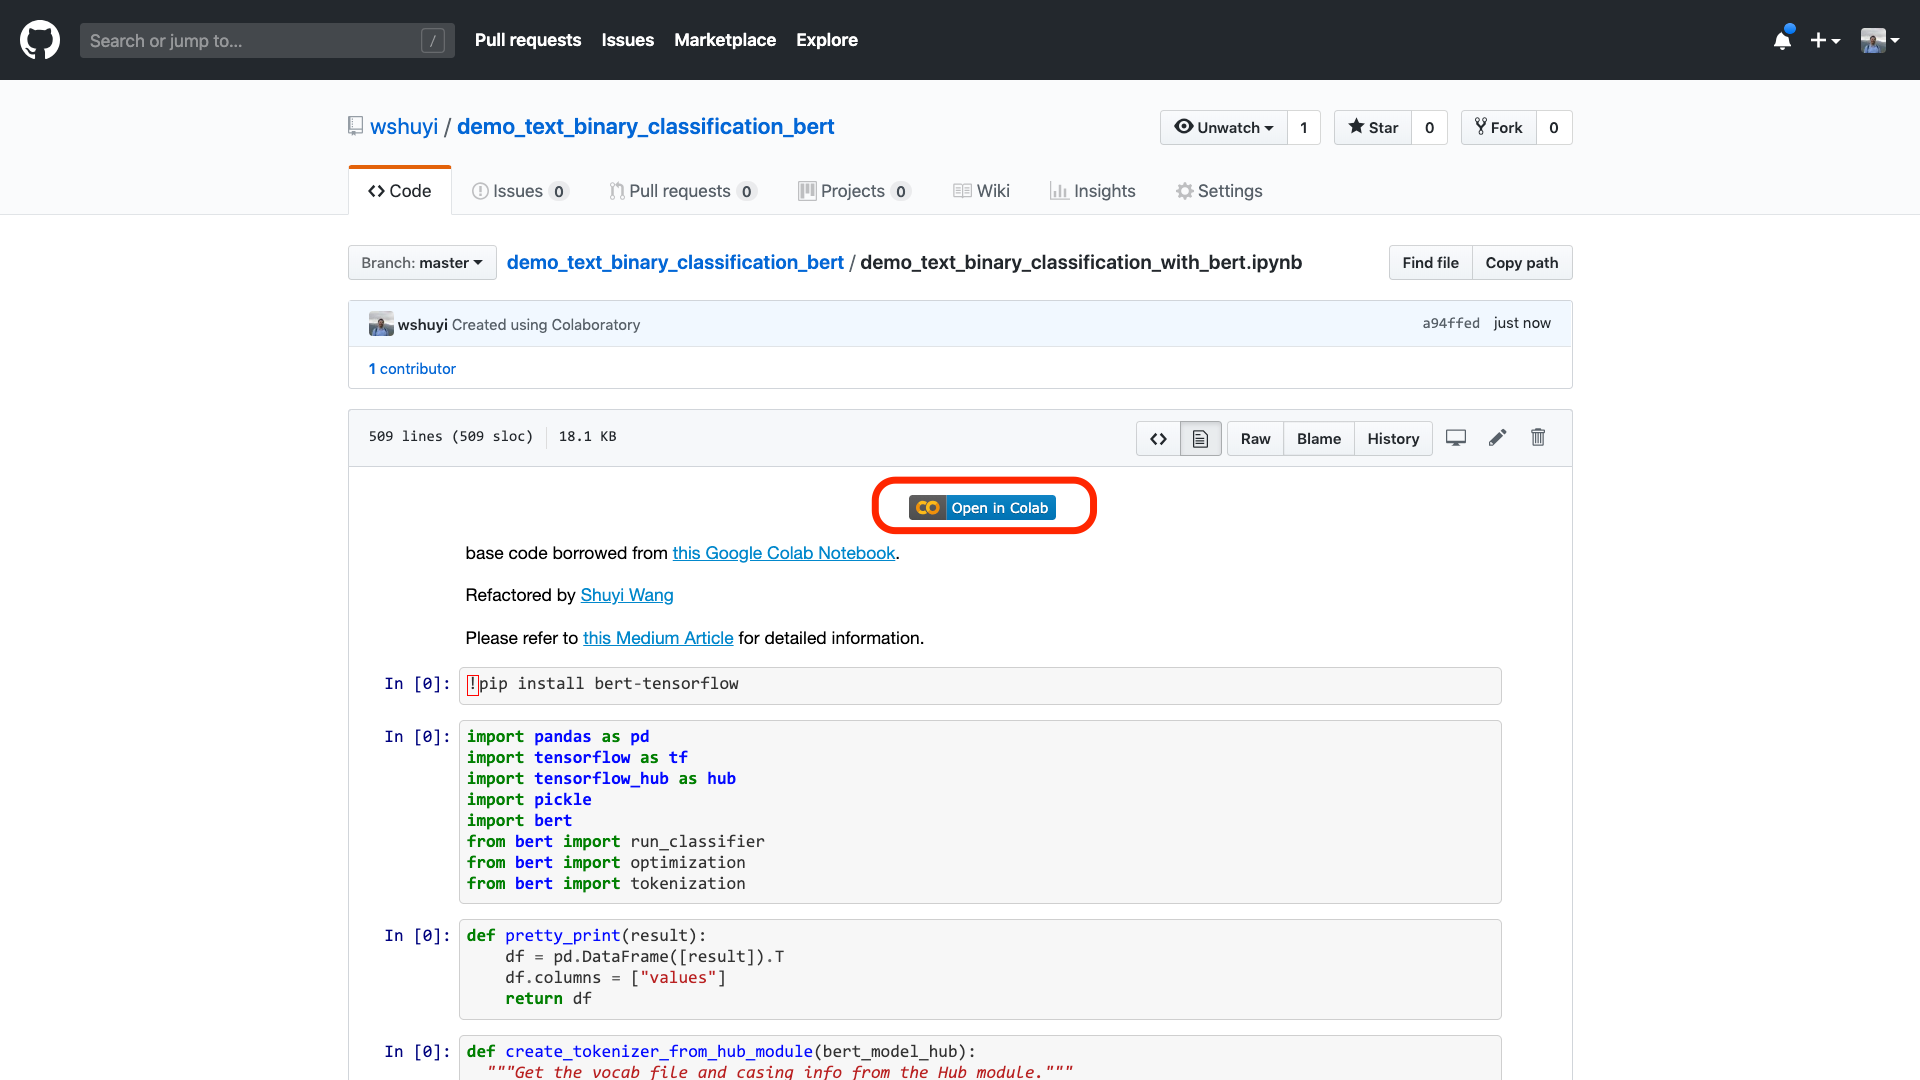 Search or jump to... /
Pull requests Issues Marketplace Explore
wshuyi / demo_text_binary_classification_bert
Unwatch 1 Star 0 Fork 0
Code Issues 0 Pull requests 0 Projects 0 Wiki Insights Settings
Branch: master demo_text_binary_classification_bert / demo_text_binary_classification_with_bert.ipynb Find file Copy path
wshuyi Created using Colaboratory a94ffed just now
1 contributor
509 lines (509 sloc) 18.1 KB <> Raw Blame History
CO Open in Colab
base code borrowed from this Google Colab Notebook.
Refactored by Shuyi Wang
Please refer to this Medium Article for detailed information.
In [0]: !pip install bert-tensorflow
In [0]: import pandas as pd
import tensorflow as tf
import tensorflow_hub as hub
import pickle
import bert
from bert import run_classifier
from bert import optimization
from bert import tokenization
In [0]: def pretty_print(result):
df = pd.DataFrame([result]).T
df.columns = ["values"]
return df
In [0]: def create_tokenizer_from_hub_module(bert_model_hub):
"""Get the vocab file and casing info from the Hub module."""